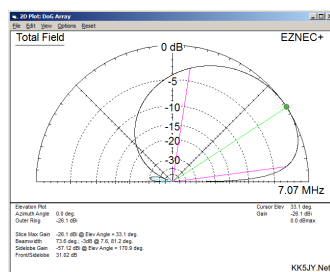 2D Plot: DoG Array
File Edit View Options Reset
Total Field
EZNEC+
0 dB
-5
-10
-15
-20
-30
7.07 MHz
Elevation Plot
Azimuth Angle 0.0 deg.
Outer Ring -26.1 dBi
Cursor Elev 33.1 deg.
Gain -26.1 dBi
0.0 dBmax
Slice Max Gain -26.1 dBi @ Elev Angle = 33.1 deg.
Beamwidth 73.6 deg.; -3dB @ 7.6, 81.2 deg.
Sidelobe Gain -57.12 dBi @ Elev Angle = 170.9 deg.
Front/Sidelobe 31.02 dB
KK5JY.Net